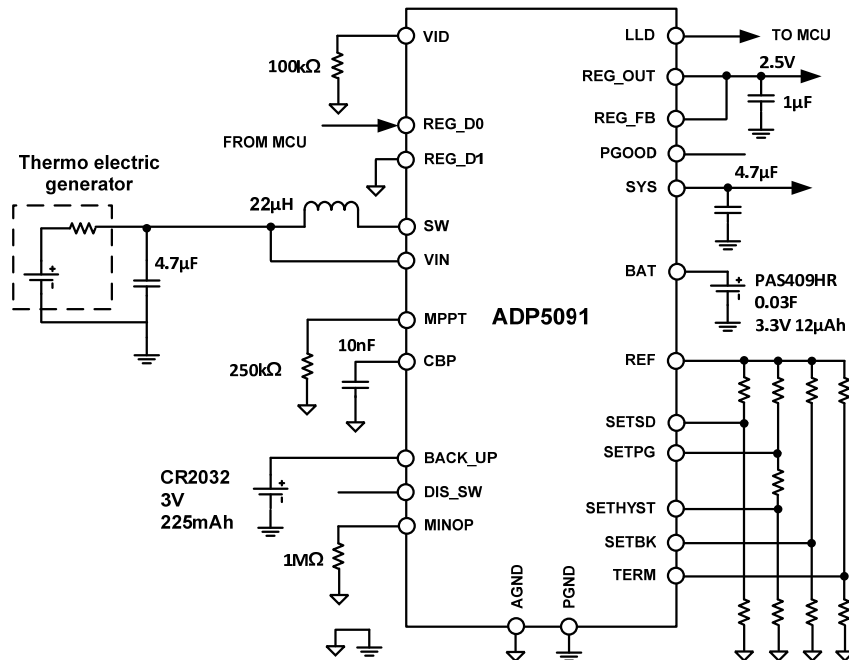 VID
100kΩ
REG_D0
FROM MCU
REG_D1
Thermo electric
generator
22µH
SW
4.7µF
VIN
MPPT
10nF
250kΩ
CBP
BACK_UP
CR2032
3V
225mAh
DIS_SW
MINOP
1MΩ
ADP5091
AGND
PGND
LLD
TO MCU
REG_OUT
2.5V
1µF
REG_FB
PGOOD
4.7µF
SYS
BAT
PAS409HR
0.03F
3.3V 12µAh
REF
SETSD
SETPG
SETHYST
SETBK
TERM